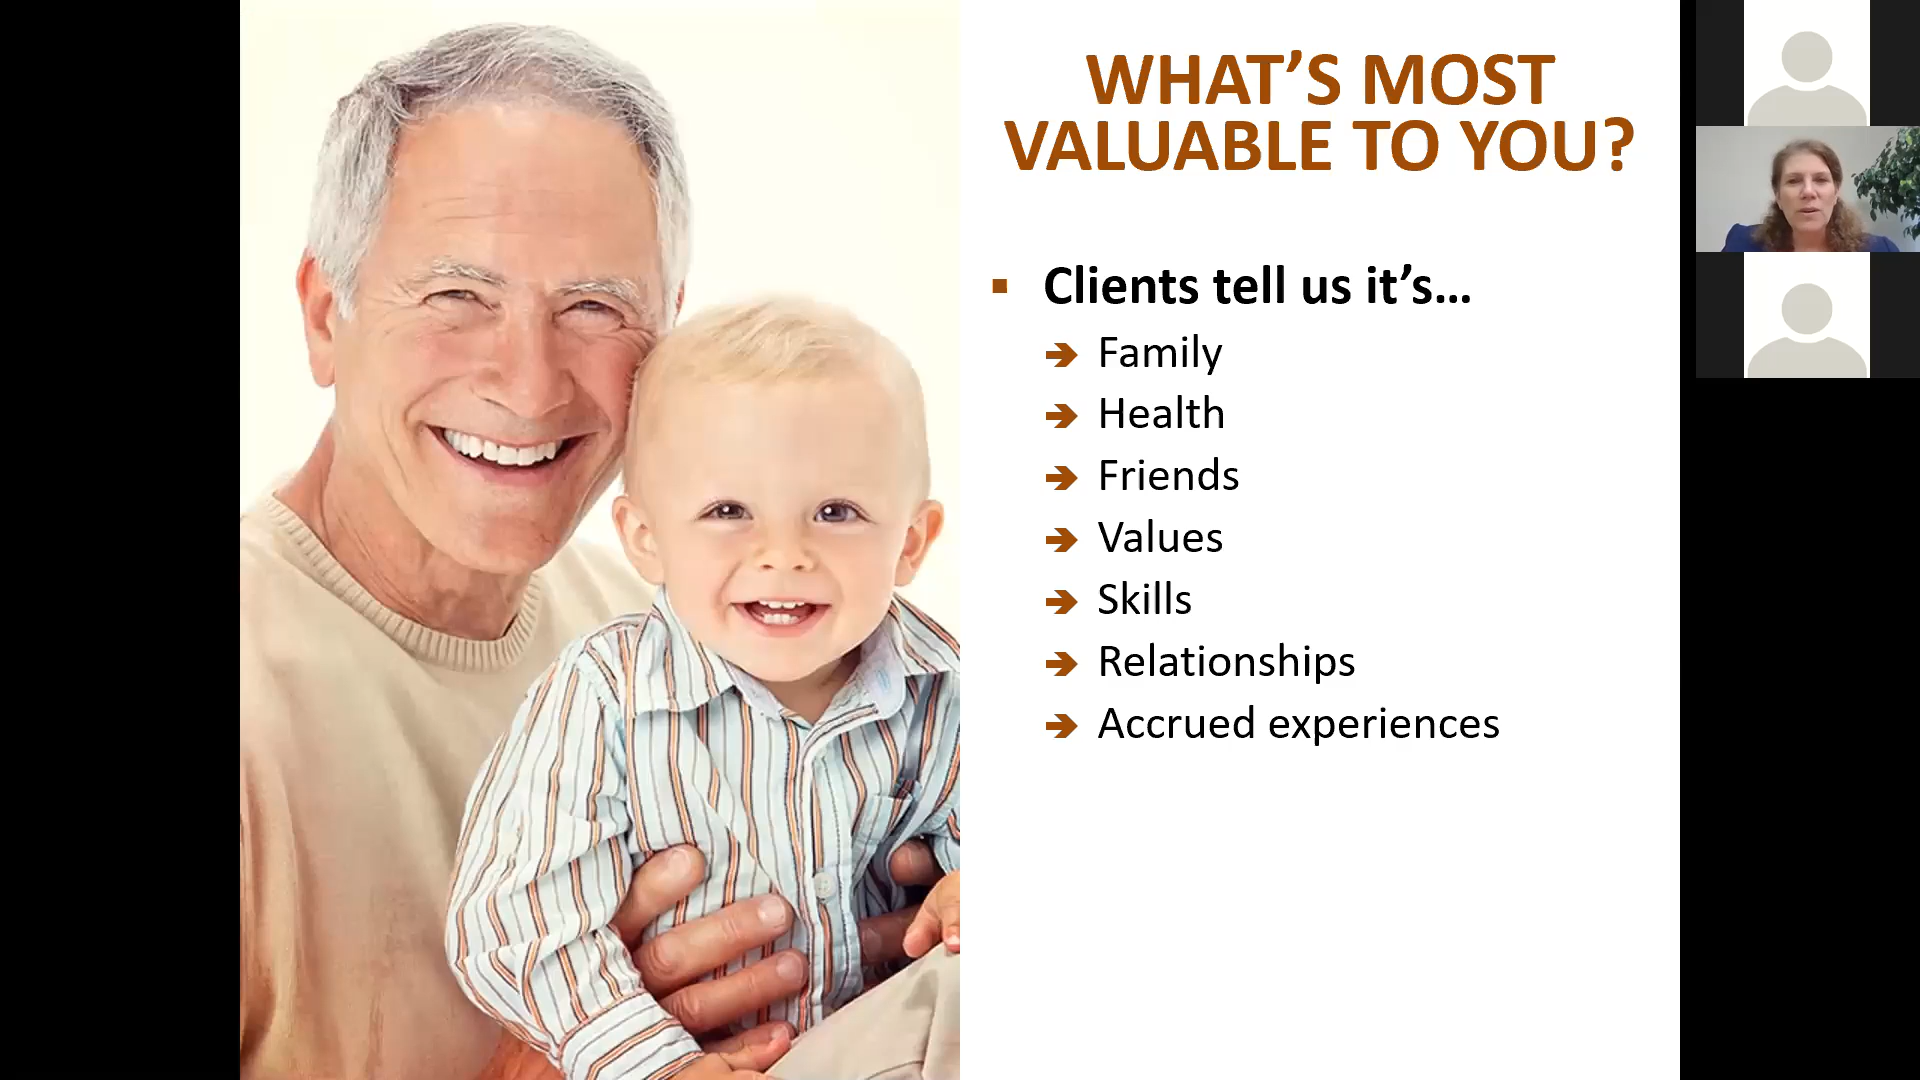 WHAT’S MOST
VALUABLE TO YOU?
Clients tell us it’s…
Family
Health
Friends
Values
Skills
Relationships
Accrued experiences